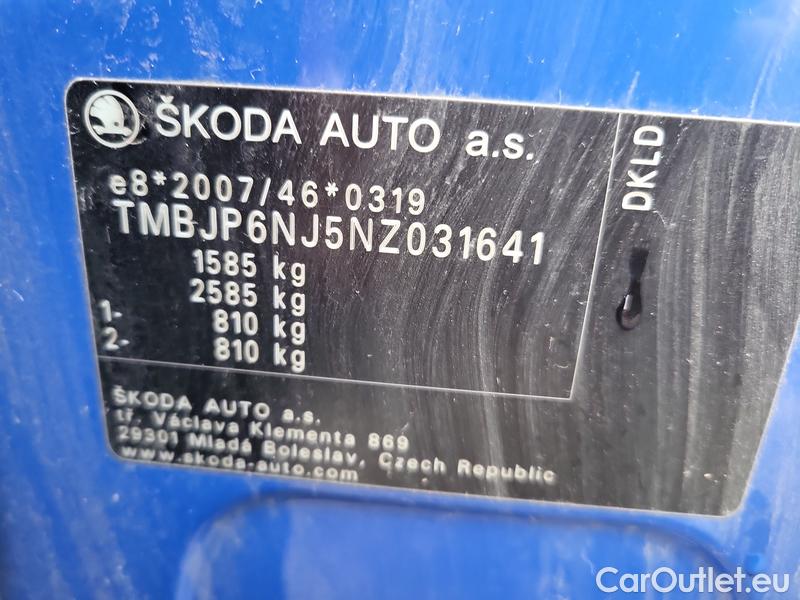 ŠKODA AUTO a.s.
e8*2007/46*0319
TMBJP6NJ5NZ031641
1585 kg
2585 kg
1- 810 kg
2- 810 kg
DKLD
ŠKODA AUTO a.s.
tř. Václava Klementa 869
29301 Mladá Boleslav, Czech Republic
www.skoda-auto.com
CarOutlet.eu